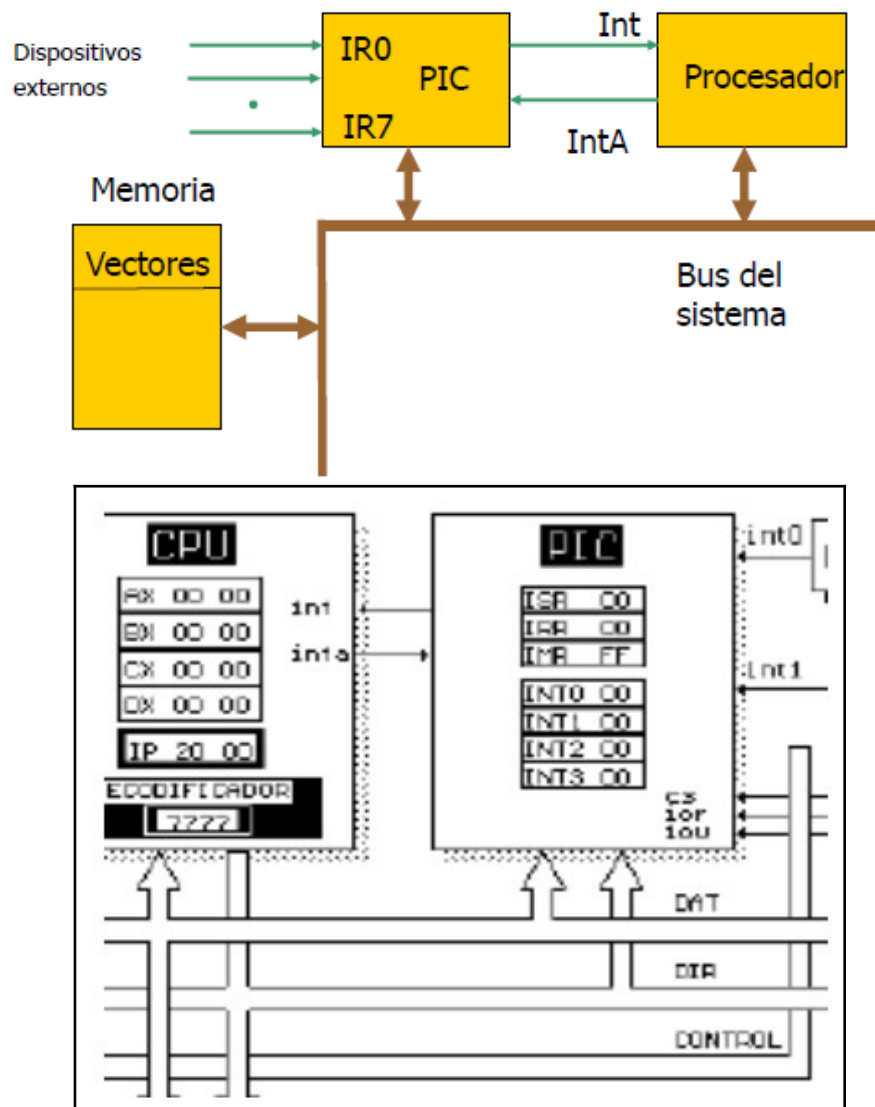 Dispositivos
externos
IR0
PIC
IR7
Int
IntA
Procesador
Memoria
Vectores
Bus del
sistema
CPU
AX 00 00
BX 00 00
CX 00 00
DX 00 00
IP 20 00
ECODIFICADOR
int
inta
PIC
ISR 00
IRR 00
IMR FF
INT0 00
INT1 00
INT2 00
INT3 00
int0
int1
cs
ior
iow
DAT
DIR
CONTROL